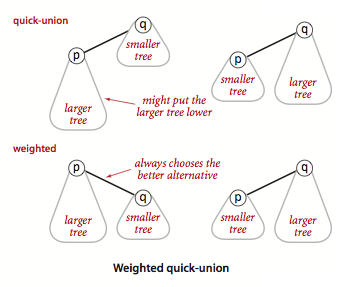 quick-union
q
smaller
tree
p
larger
tree
might put the
larger tree lower
q
p
smaller
tree
larger
tree
weighted
p
always chooses the
better alternative
q
larger
tree
smaller
tree
p
q
smaller
tree
larger
tree
Weighted quick-union